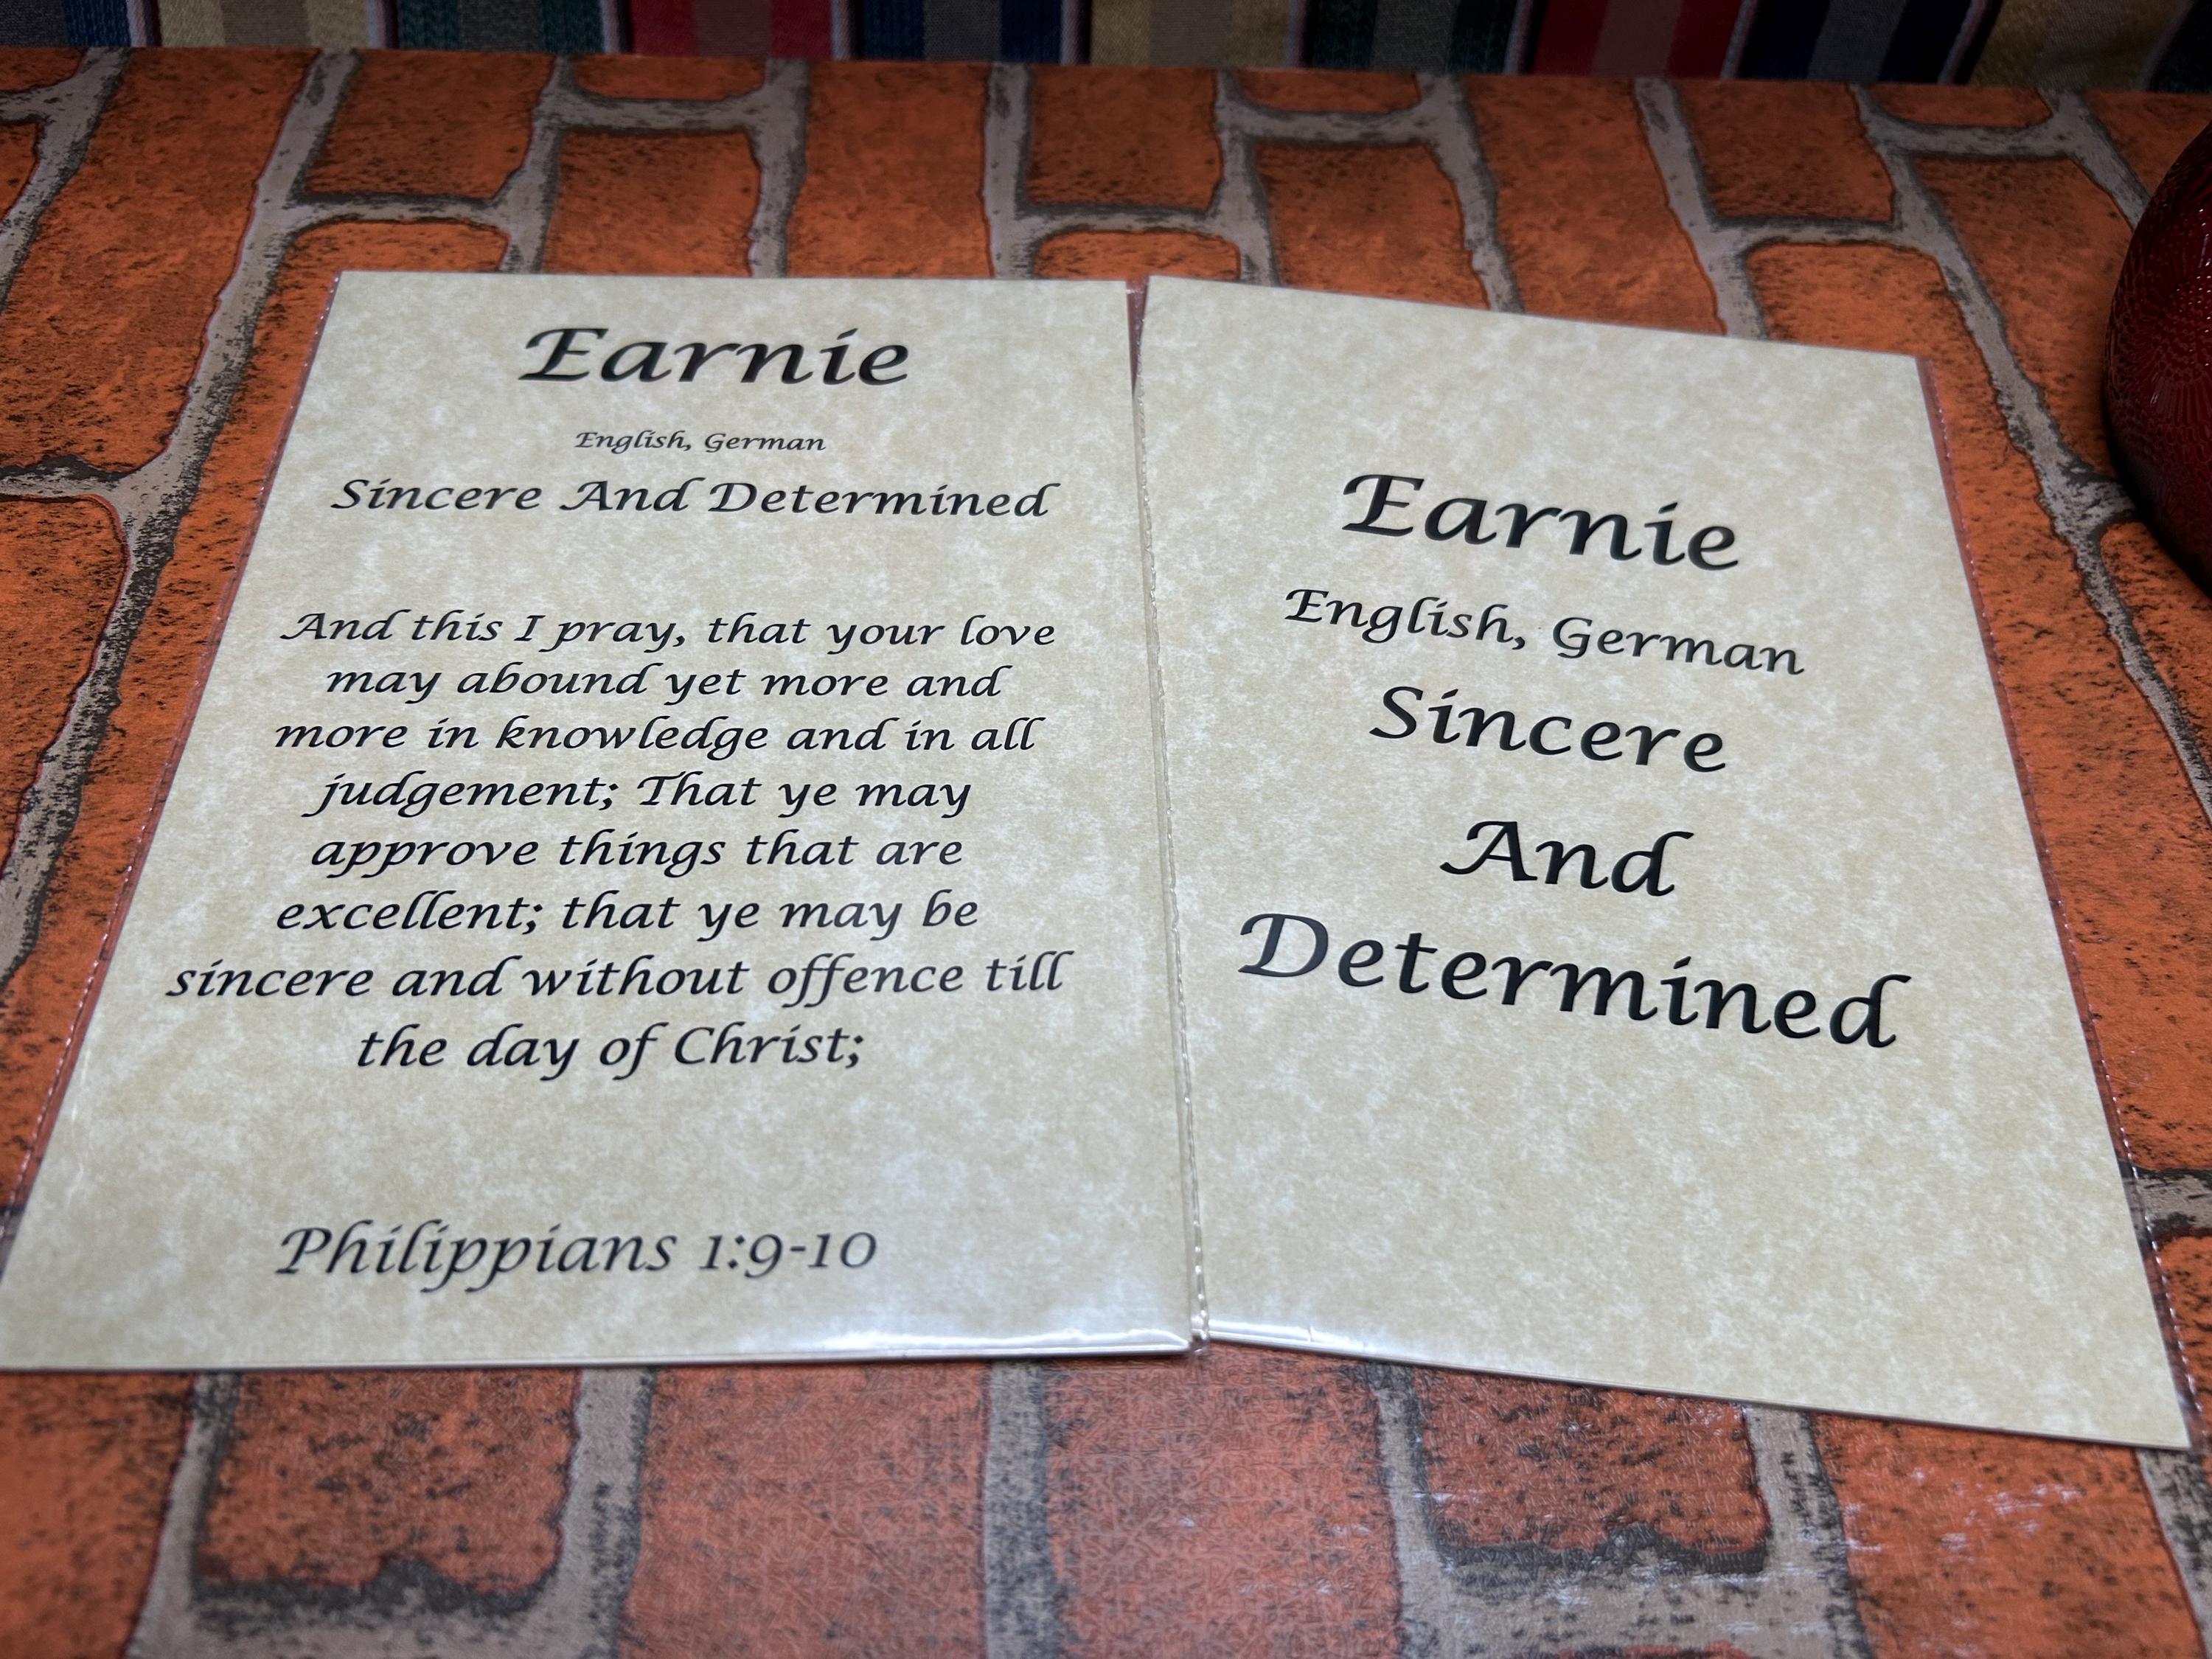 Earnie
English, German
Sincere And Determined
And this I pray, that your love
may abound yet more and
more in knowledge and in all
judgement; That ye may
approve things that are
excellent; that ye may be
sincere and without offence till
the day of Christ;
Philippians 1:9-10
Earnie
English, German
Sincere
And
Determined